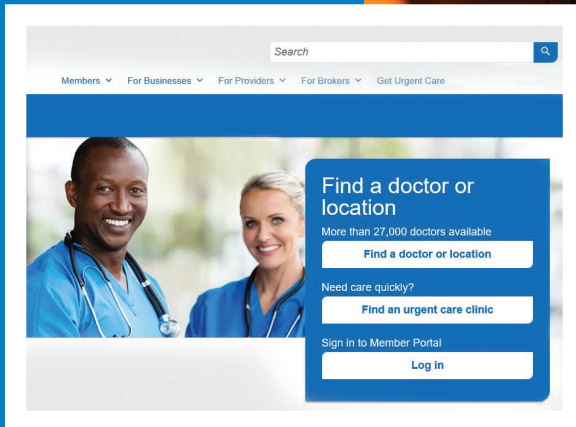 Search
Members For Businesses For Providers For Brokers Get Urgent Care
Find a doctor or
location
More than 27,000 doctors available
Find a doctor or location
Need care quickly?
Find an urgent care clinic
Sign in to Member Portal
Log in